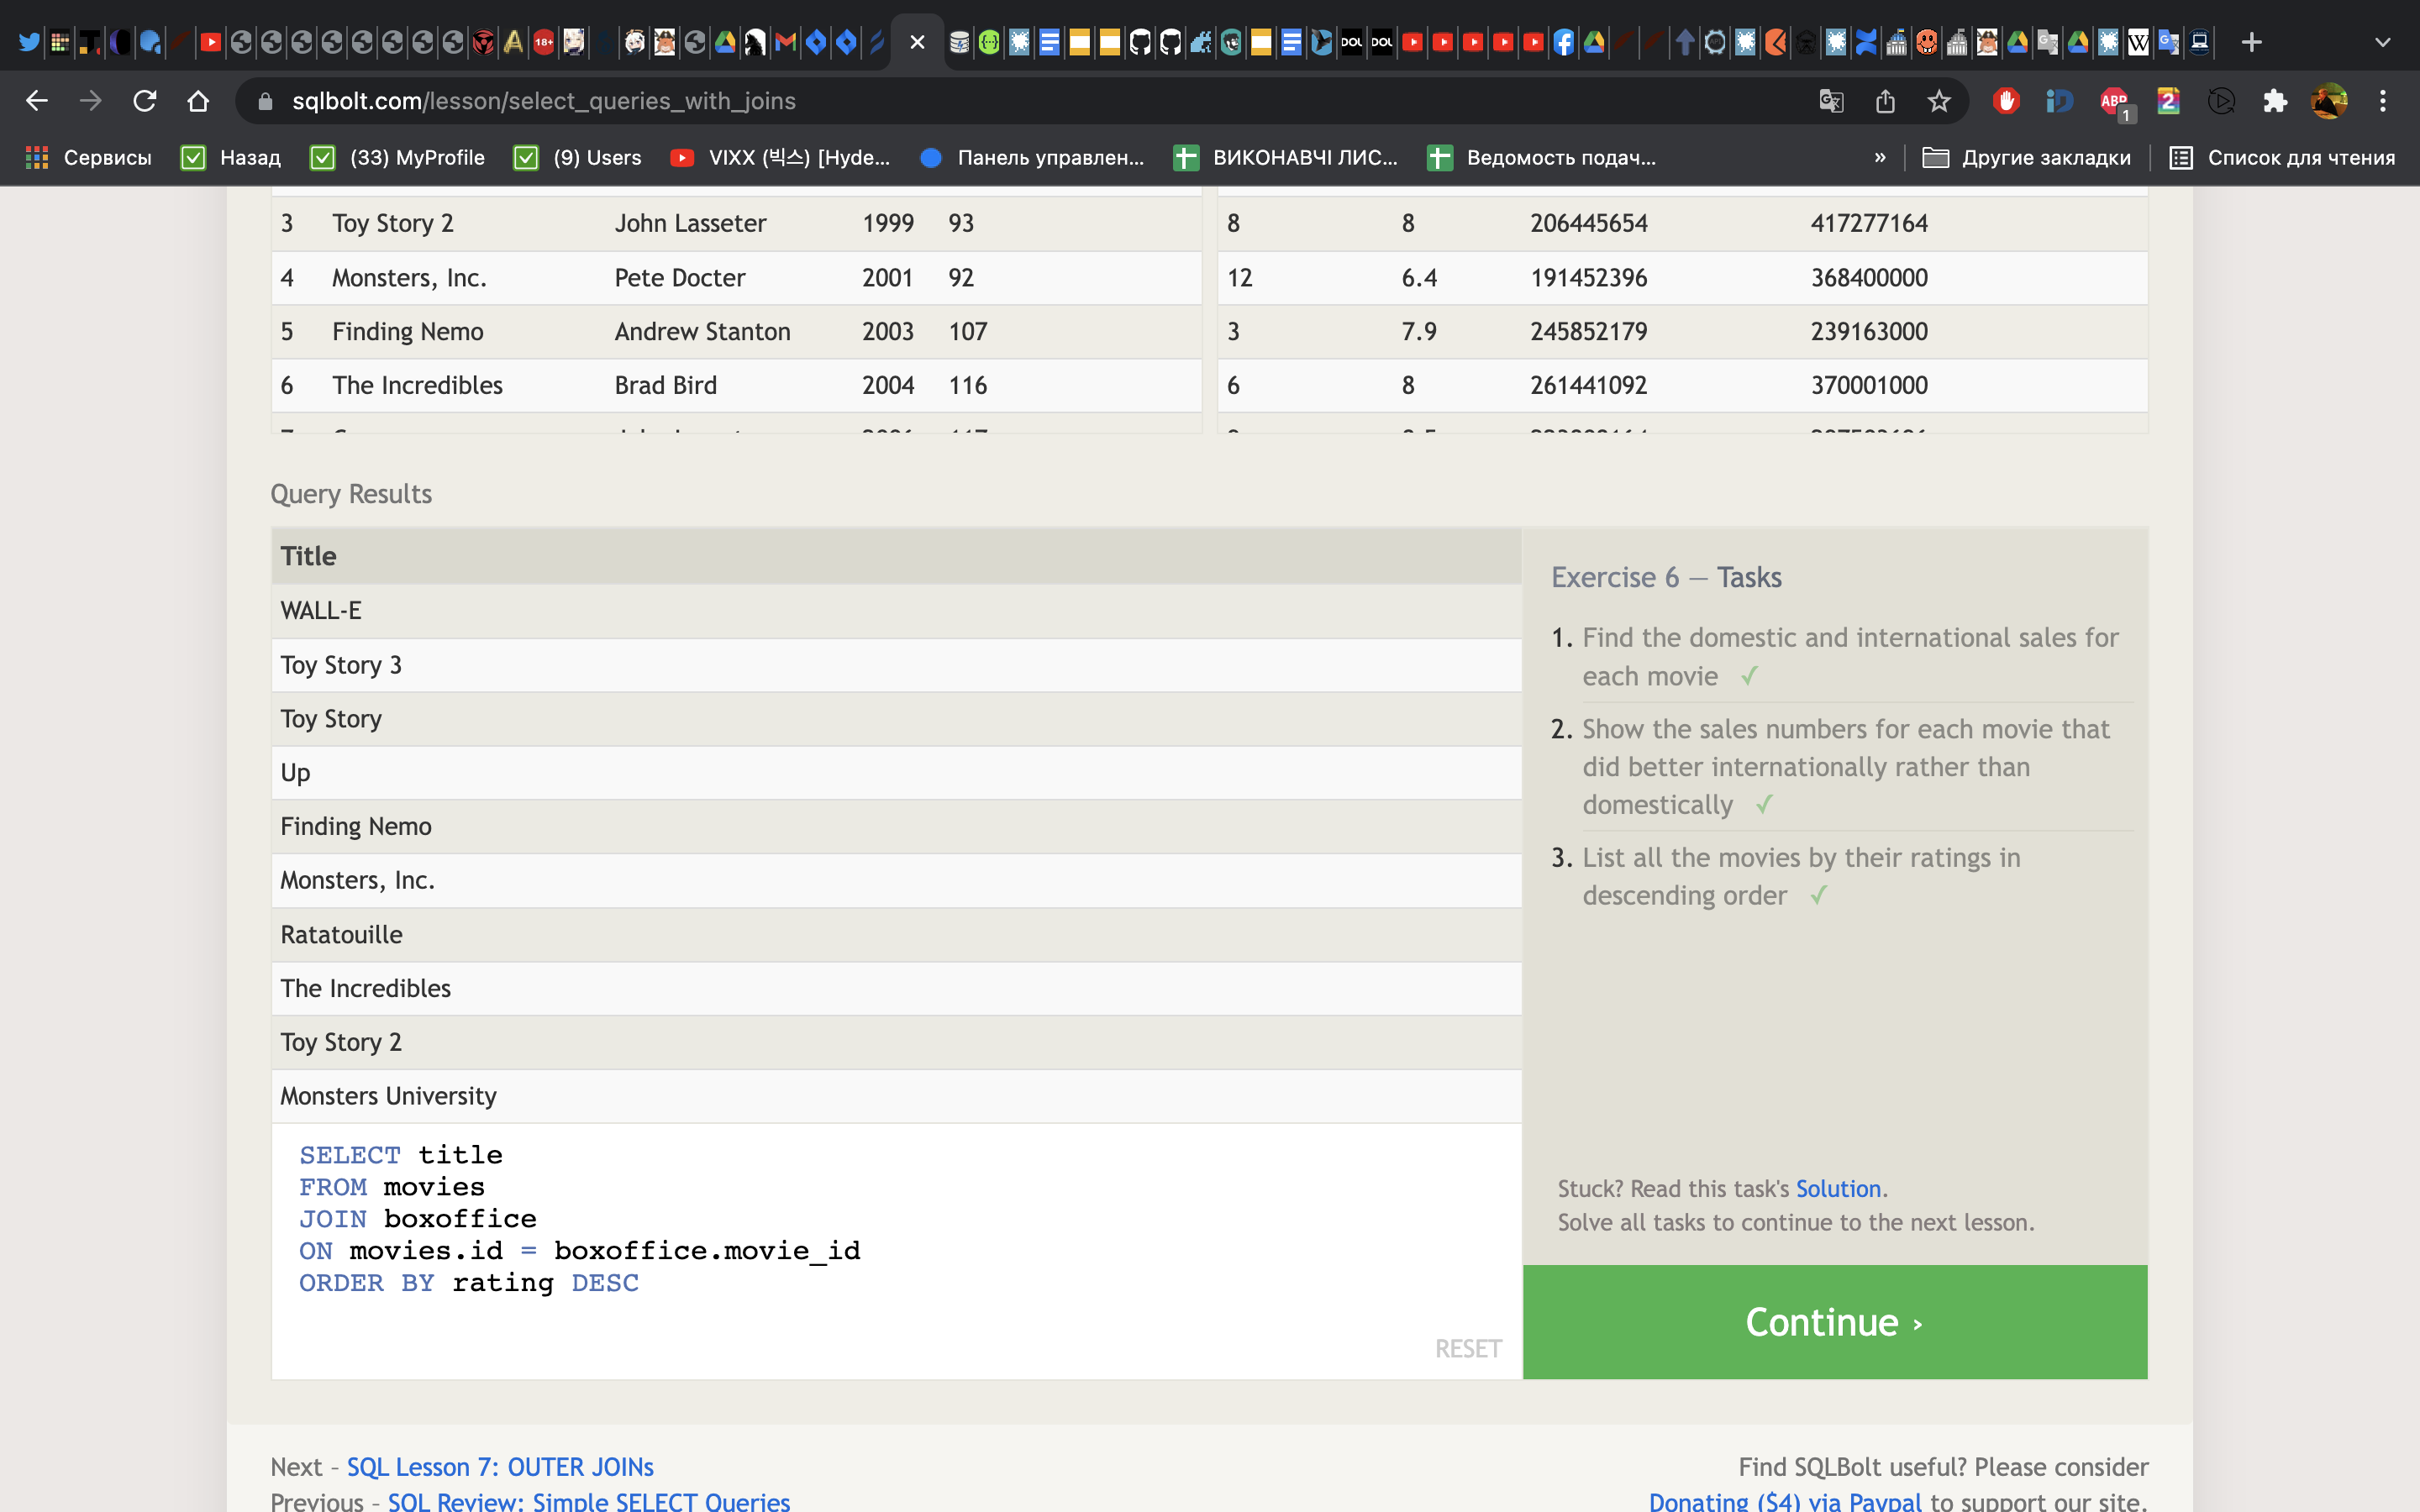 18+
DOU DOU
sqlbolt.com/lesson/select_queries_with_joins
ABP 1 2
Сервисы Назад (33) MyProfile (9) Users VIXX (빅스) [Hyde... Панель управлен... ВИКОНАВЧІ ЛИС... Ведомость подач... » Другие закладки Список для чтения
3 Toy Story 2 John Lasseter 1999 93 8 8 206445654 417277164
4 Monsters, Inc. Pete Docter 2001 92 12 6.4 191452396 368400000
5 Finding Nemo Andrew Stanton 2003 107 3 7.9 245852179 239163000
6 The Incredibles Brad Bird 2004 116 6 8 261441092 370001000
Query Results
Title
WALL-E
Toy Story 3
Toy Story
Up
Finding Nemo
Monsters, Inc.
Ratatouille
The Incredibles
Toy Story 2
Monsters University
SELECT title
FROM movies
JOIN boxoffice
ON movies.id = boxoffice.movie_id
ORDER BY rating DESC
RESET
Exercise 6 — Tasks
1. Find the domestic and international sales for
each movie ✓
2. Show the sales numbers for each movie that
did better internationally rather than
domestically ✓
3. List all the movies by their ratings in
descending order ✓
Stuck? Read this task's Solution.
Solve all tasks to continue to the next lesson.
Continue ›
Next – SQL Lesson 7: OUTER JOINs
Previous – SQL Review: Simple SELECT Queries
Find SQLBolt useful? Please consider
Donating ($4) via Paypal to support our site.